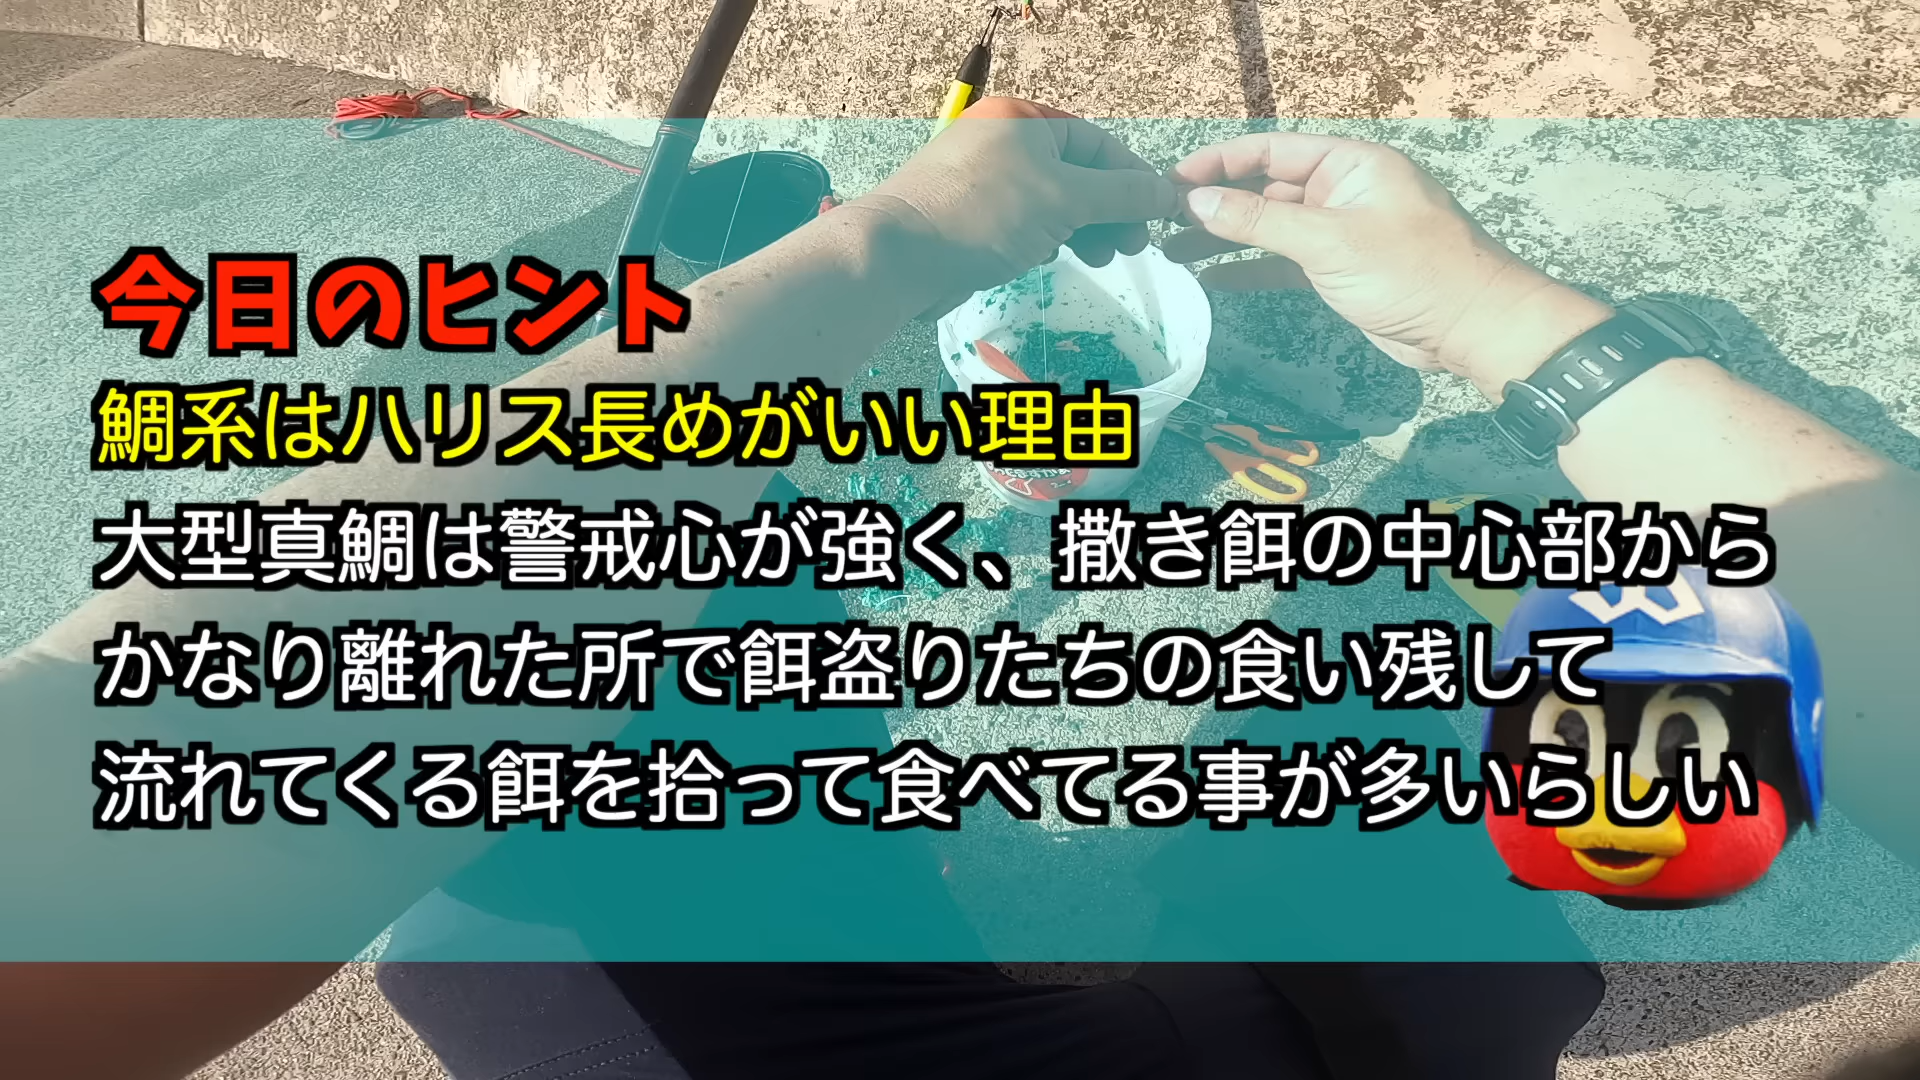 今日のヒント
鯛系はハリス長めがいい理由
大型真鯛は警戒心が強く、撒き餌の中心部から
かなり離れた所で餌盗りたちの食い残して
流れてくる餌を拾って食べてる事が多いらしい